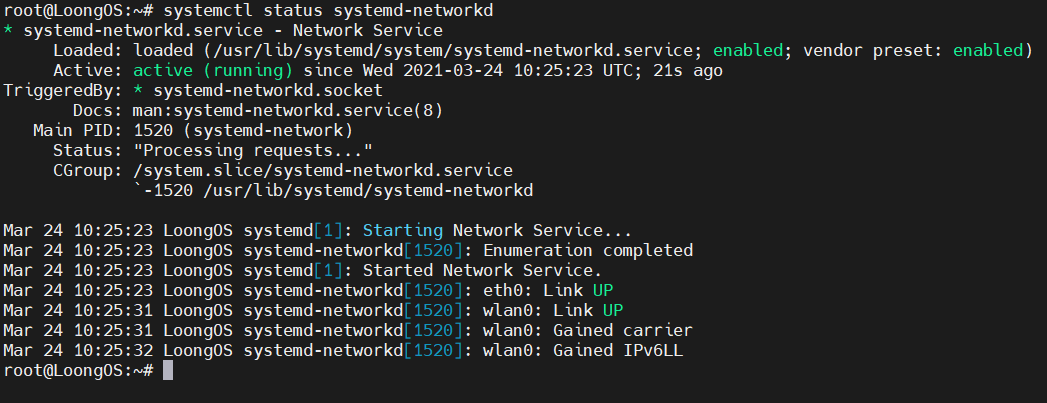 root@LoongOS:~# systemctl status systemd-networkd
* systemd-networkd.service - Network Service
     Loaded: loaded (/usr/lib/systemd/system/systemd-networkd.service; enabled; vendor preset: enabled)
     Active: active (running) since Wed 2021-03-24 10:25:23 UTC; 21s ago
TriggeredBy: * systemd-networkd.socket
       Docs: man:systemd-networkd.service(8)
   Main PID: 1520 (systemd-network)
     Status: "Processing requests..."
     CGroup: /system.slice/systemd-networkd.service
             `-1520 /usr/lib/systemd/systemd-networkd

Mar 24 10:25:23 LoongOS systemd[1]: Starting Network Service...
Mar 24 10:25:23 LoongOS systemd-networkd[1520]: Enumeration completed
Mar 24 10:25:23 LoongOS systemd[1]: Started Network Service.
Mar 24 10:25:23 LoongOS systemd-networkd[1520]: eth0: Link UP
Mar 24 10:25:31 LoongOS systemd-networkd[1520]: wlan0: Link UP
Mar 24 10:25:31 LoongOS systemd-networkd[1520]: wlan0: Gained carrier
Mar 24 10:25:32 LoongOS systemd-networkd[1520]: wlan0: Gained IPv6LL
root@LoongOS:~#